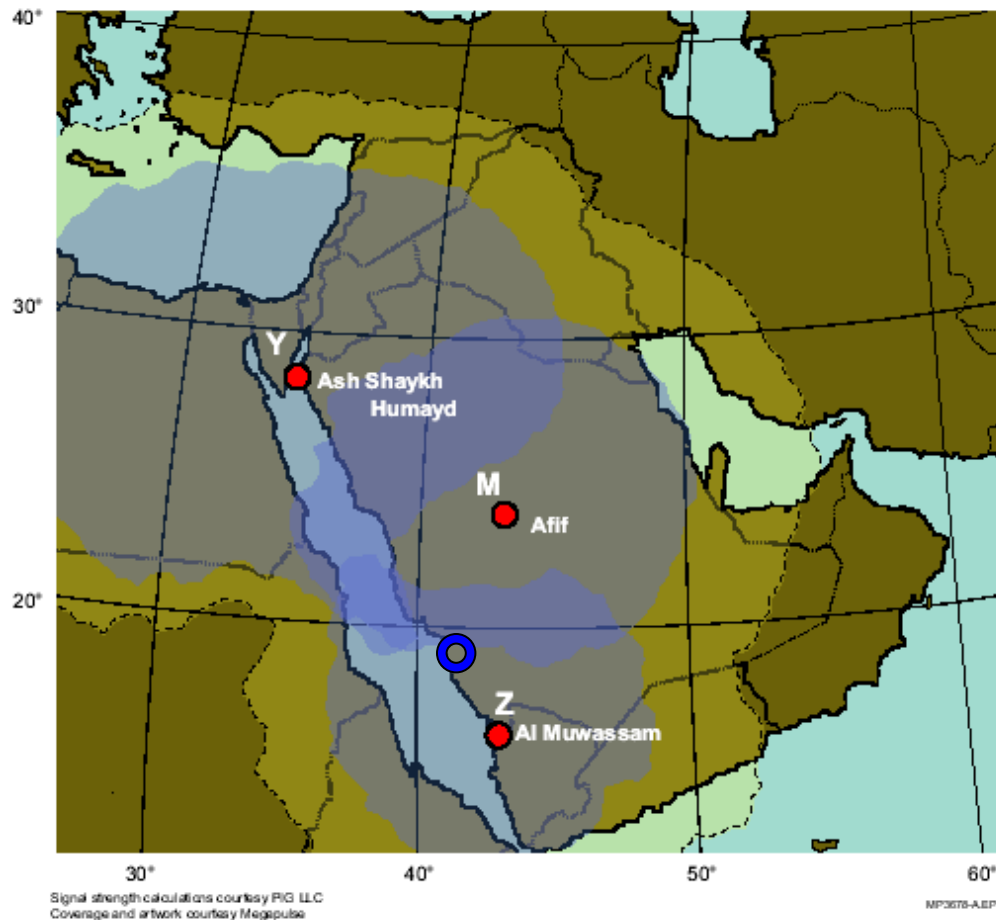 40°
30°
Y
Ash Shaykh
Humayd
M
Afif
20°
Z
Al Muwassam
30° 40° 50° 60°
Signal strength calculations courtesy PIG LLC
Coverage and artwork courtesy Megapulse
MP3678-A.EP